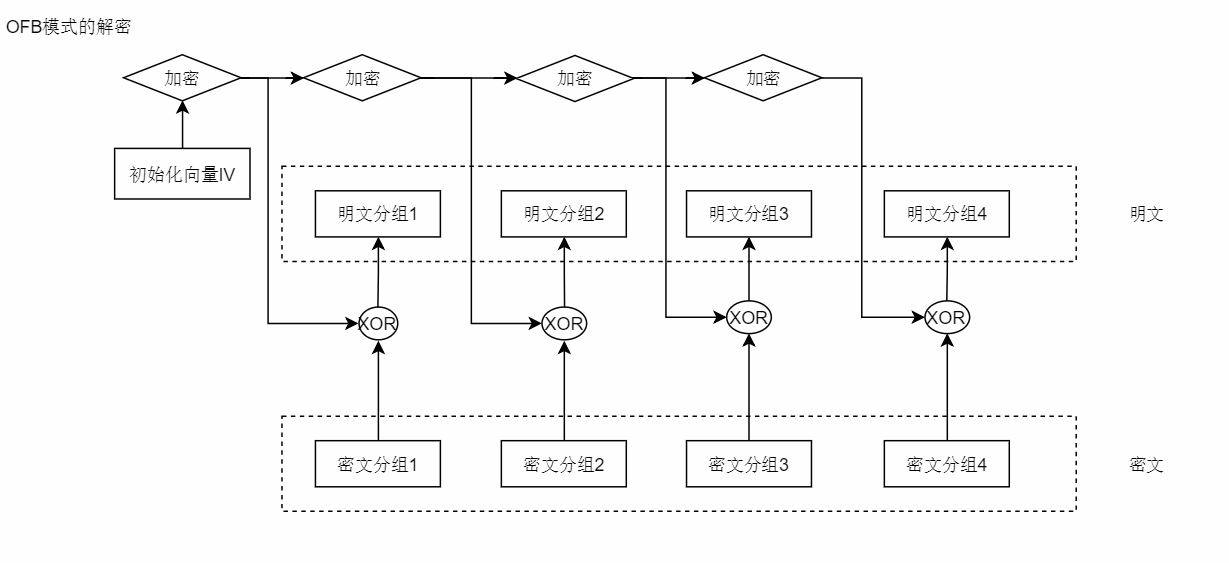 OFB模式的解密
加密 加密 加密 加密
初始化向量IV
明文分组1 明文分组2 明文分组3 明文分组4 明文
XOR XOR XOR XOR
密文分组1 密文分组2 密文分组3 密文分组4 密文